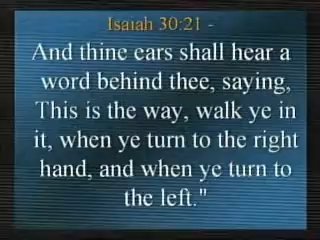 Isaiah 30:21 -
And thine ears shall hear a
word behind thee, saying,
This is the way, walk ye in
it, when ye turn to the right
hand, and when ye turn to
the left."